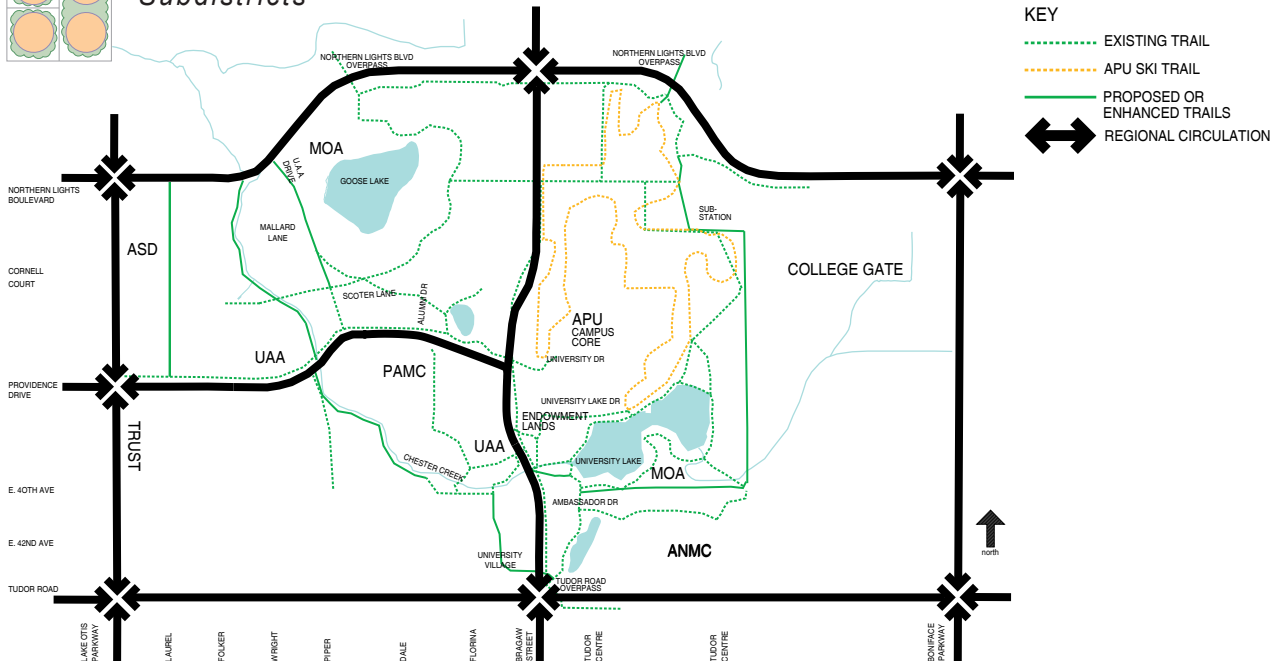 Subdistricts
KEY
EXISTING TRAIL
APU SKI TRAIL
PROPOSED OR
ENHANCED TRAILS
REGIONAL CIRCULATION
NORTHERN LIGHTS BLVD
OVERPASS
NORTHERN LIGHTS BLVD
OVERPASS
MOA
U.A.A
DRIVE
GOOSE LAKE
NORTHERN LIGHTS
BOULEVARD
MALLARD
LANE
SUB-
STATION
ASD
CORNELL
COURT
COLLEGE GATE
SCOTER LANE
ALUMNI DR
APU
CAMPUS
CORE
UAA
UNIVERSITY DR
PAMC
PROVIDENCE
DRIVE
UNIVERSITY LAKE DR
ENDOWMENT
LANDS
TRUST
UAA
CHESTER CREEK
UNIVERSITY LAKE
MOA
E. 40TH AVE
AMBASSADOR DR
E. 42ND AVE
ANMC
north
UNIVERSITY
VILLAGE
TUDOR ROAD
TUDOR ROAD
OVERPASS
LAKE OTIS
PARKWAY
LAUREL
FOLKER
WRIGHT
PIPER
DALE
FLORINA
BRAGAW
STREET
TUDOR
CENTRE
TUDOR
CENTRE
BONIFACE
PARKWAY